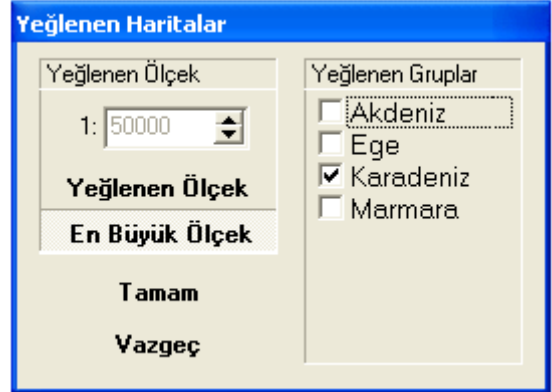 Yeğlenen Haritalar
Yeğlenen Ölçek
1: 50000
Yeğlenen Ölçek
En Büyük Ölçek
Tamam
Vazgeç
Yeğlenen Gruplar
Akdeniz
Ege
Karadeniz
Marmara